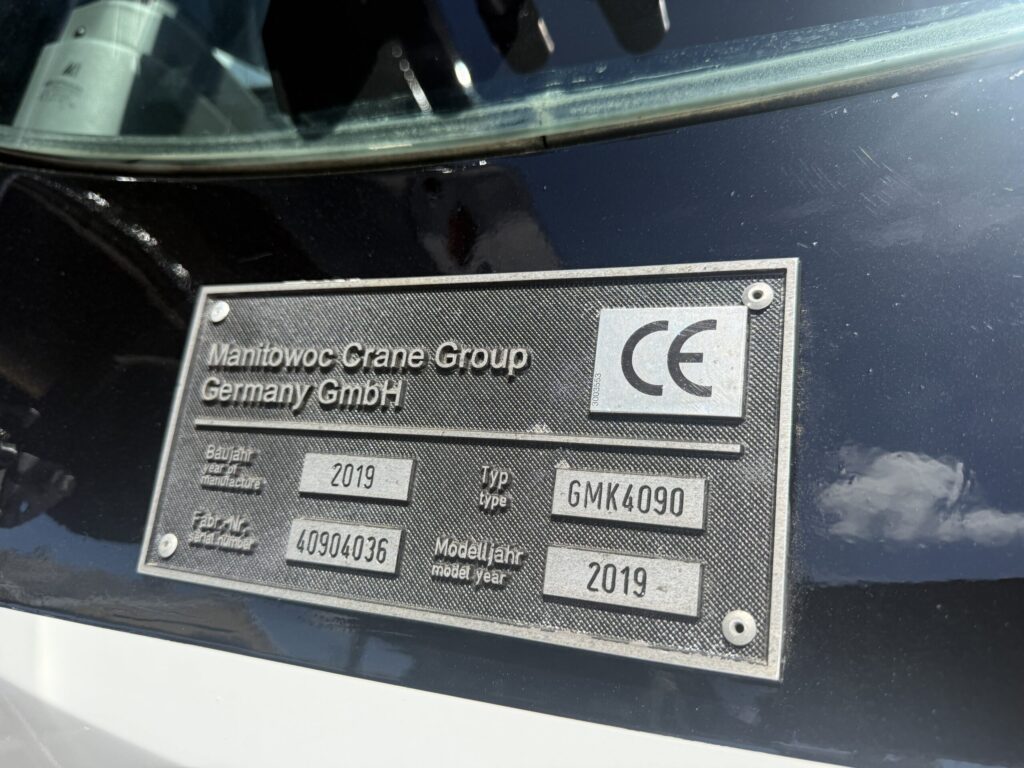 Manitowoc Crane Group
Germany GmbH
CE
30035553
Baujahr
year of
manufacture
2019
Typ
type
GMK4090
Fabr.-Nr.
serial number
40904036
Modelljahr
model year
2019